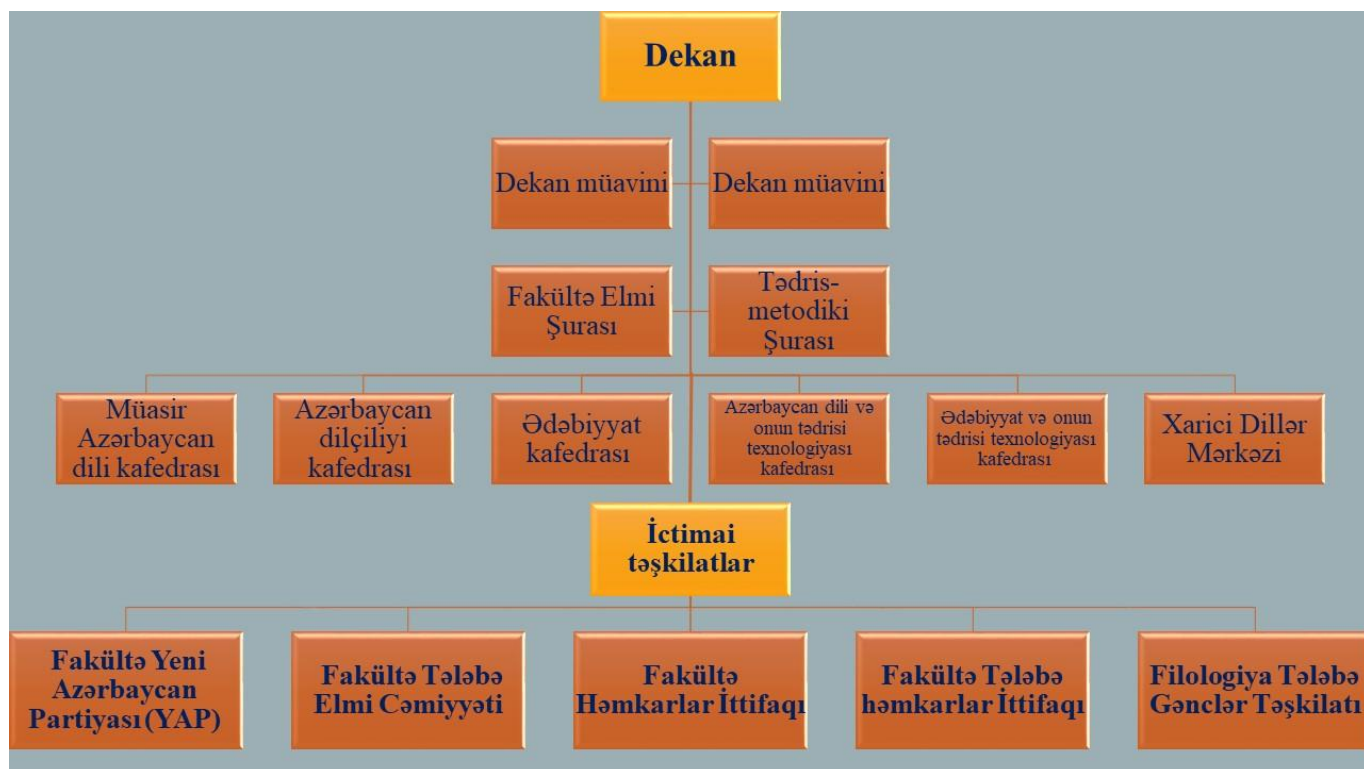 Dekan
Dekan müavini
Dekan müavini
Fakültə Elmi
Şurası
Tədris-
metodiki
Şurası
Müasir
Azərbaycan
dili kafedrası
Azərbaycan
dilçiliyi
kafedrası
Ədəbiyyat
kafedrası
Azərbaycan dili və
onun tədrisi
texnologiyası
kafedrası
Ədəbiyyat və onun
tədrisi texnologiyası
kafedrası
Xarici Dillər
Mərkəzi
İctimai
təşkilatlar
Fakültə Yeni
Azərbaycan
Partiyası (YAP)
Fakültə Tələbə
Elmi Cəmiyyəti
Fakültə
Həmkarlar İttifaqı
Fakültə Tələbə
həmkarlar İttifaqı
Filologiya Tələbə
Gənclər Təşkilatı